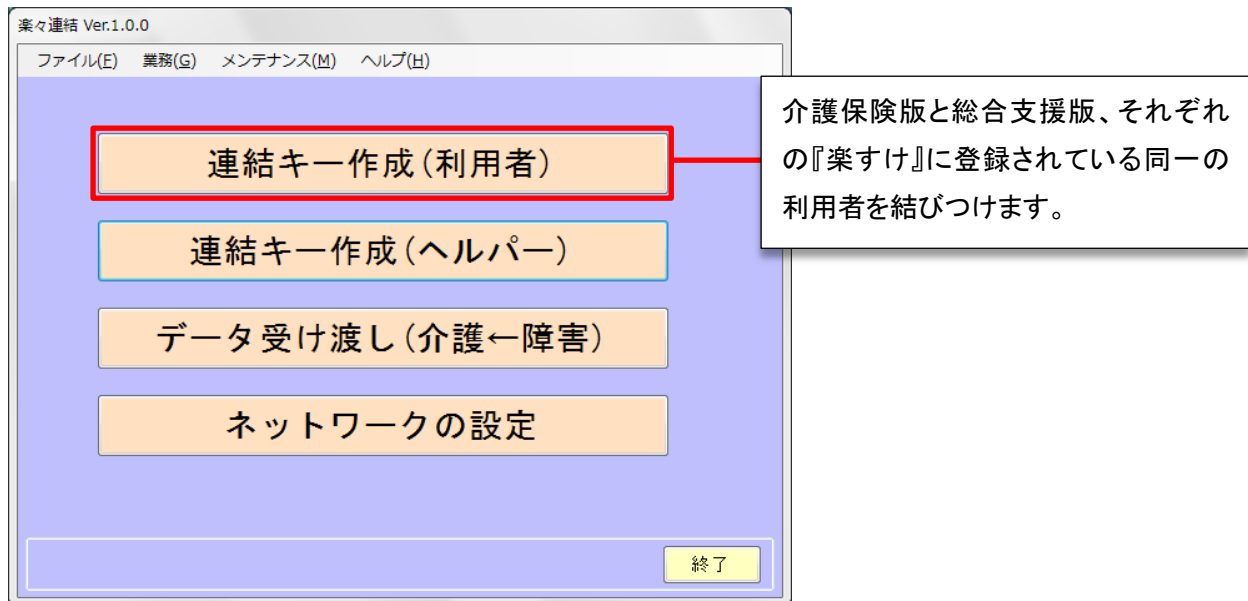 楽々連結 Ver.1.0.0
ファイル(F) 業務(G) メンテナンス(M) ヘルプ(H)
連結キー作成(利用者)
介護保険版と総合支援版、それぞれ
の『楽すけ』に登録されている同一の
利用者を結びつけます。
連結キー作成(ヘルパー)
データ受け渡し(介護←障害)
ネットワークの設定
終了